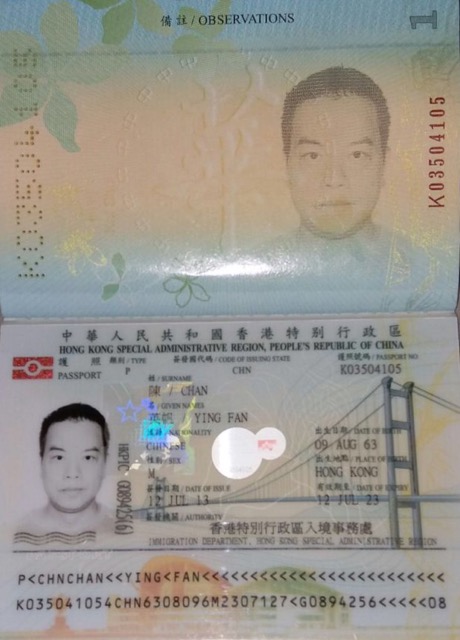 備註 / OBSERVATIONS
1
K03504105
K03504105
中華人民共和國香港特別行政區
HONG KONG SPECIAL ADMINISTRATIVE REGION, PEOPLE'S REPUBLIC OF CHINA
護照 類別 / TYPE 簽發國代碼 / CODE OF ISSUING STATE 護照號碼 / PASSPORT NO
PASSPORT P CHN K03504105
姓 / SURNAME
陳 / CHAN
名 / GIVEN NAMES
/ YING FAN
國籍 / NATIONALITY 出生日期 / DATE OF BIRTH
CHINESE 09 AUG 63
性別 / SEX 出生地點 / PLACE OF BIRTH
M HONG KONG
簽發日期 / DATE OF ISSUE 有效期至 / DATE OF EXPIRY
12 JUL 13 12 JUL 23
簽發機關 / AUTHORITY
香港特別行政區入境事務處
IMMIGRATION DEPARTMENT, HONG KONG SPECIAL ADMINISTRATIVE REGION
HKPIC G089425(6)
P<CHNCHAN<<YING<FAN<<<<<<<<<<<<<<<<<<<<<<<<<
K035041054CHN6308096M2307127<G0894256<<<<<08